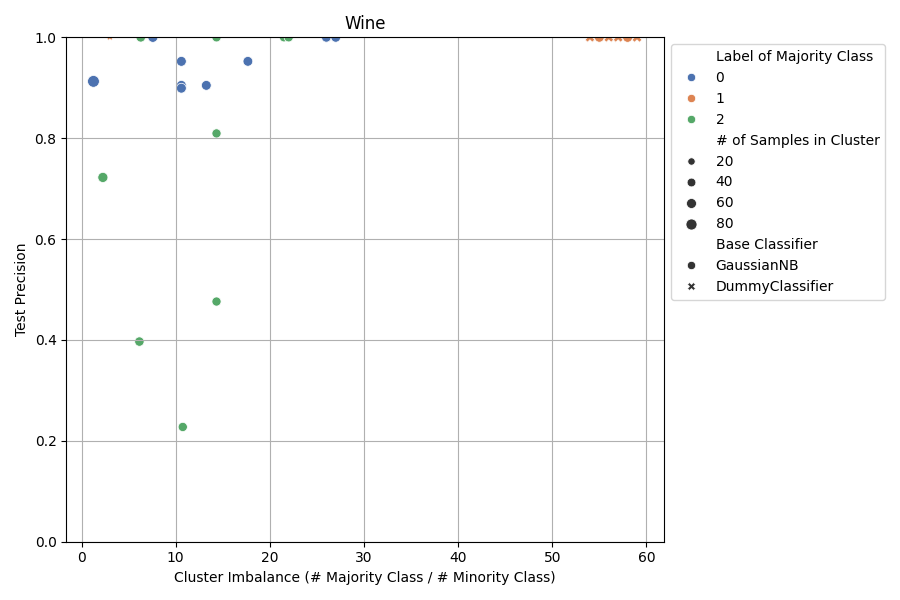 Wine
1.0
0.8
0.6
0.4
0.2
0.0
Test Precision
0 10 20 30 40 50 60
Cluster Imbalance (# Majority Class / # Minority Class)
Label of Majority Class
0
1
2
# of Samples in Cluster
20
40
60
80
Base Classifier
GaussianNB
DummyClassifier